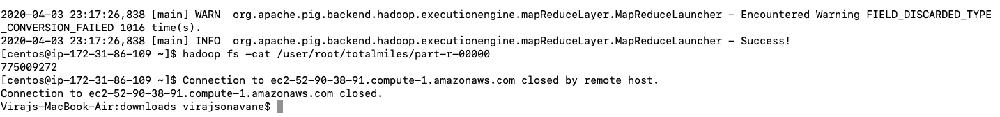 2020-04-03 23:17:26,838 [main] WARN  org.apache.pig.backend.hadoop.executionengine.mapReduceLayer.MapReduceLauncher - Encountered Warning FIELD_DISCARDED_TYPE
_CONVERSION_FAILED 1016 time(s).
2020-04-03 23:17:26,838 [main] INFO  org.apache.pig.backend.hadoop.executionengine.mapReduceLayer.MapReduceLauncher - Success!
[centos@ip-172-31-86-109 ~]$ hadoop fs -cat /user/root/totalmiles/part-r-00000
775009272
[centos@ip-172-31-86-109 ~]$ Connection to ec2-52-90-38-91.compute-1.amazonaws.com closed by remote host.
Connection to ec2-52-90-38-91.compute-1.amazonaws.com closed.
Virajs-MacBook-Air:downloads virajsonavane$